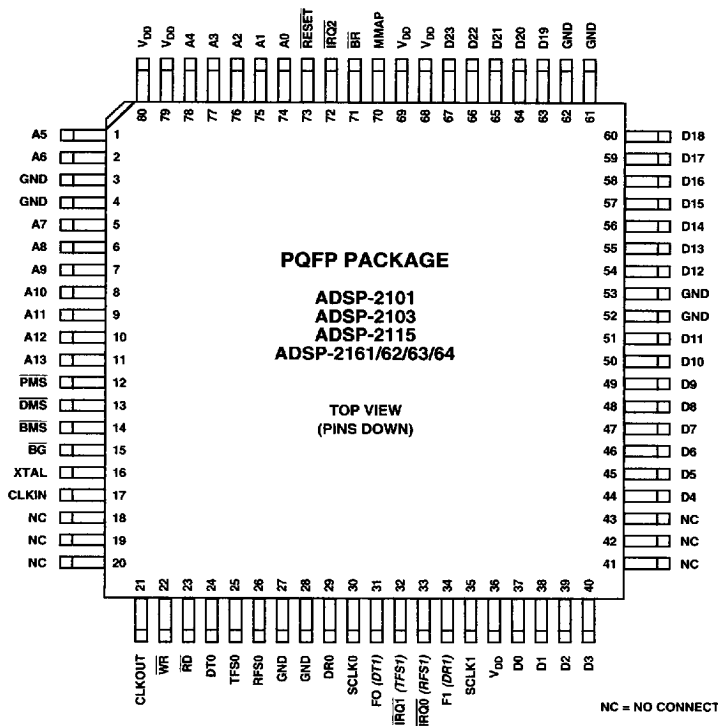 VDD VDD A4 A3 A2 A1 A0 RESET IRQ2 BR MMAP VDD VDD D23 D22 D21 D20 D19 GND GND
80 79 78 77 76 75 74 73 72 71 70 69 68 67 66 65 64 63 62 61
A5 1
A6 2
GND 3
GND 4
A7 5
A8 6
A9 7
A10 8
A11 9
A12 10
A13 11
PMS 12
DMS 13
BMS 14
BG 15
XTAL 16
CLKIN 17
NC 18
NC 19
NC 20
PQFP PACKAGE
ADSP-2101
ADSP-2103
ADSP-2115
ADSP-2161/62/63/64
TOP VIEW
(PINS DOWN)
60 D18
59 D17
58 D16
57 D15
56 D14
55 D13
54 D12
53 GND
52 GND
51 D11
50 D10
49 D9
48 D8
47 D7
46 D6
45 D5
44 D4
43 NC
42 NC
41 NC
21 22 23 24 25 26 27 28 29 30 31 32 33 34 35 36 37 38 39 40
CLKOUT WR RD DT0 TFS0 RFS0 GND GND DR0 SCLK0 FO (DT1) IRQ1 (TFS1) IRQ0 (RFS1) F1 (DR1) SCLK1 VDD D0 D1 D2 D3
NC = NO CONNECT